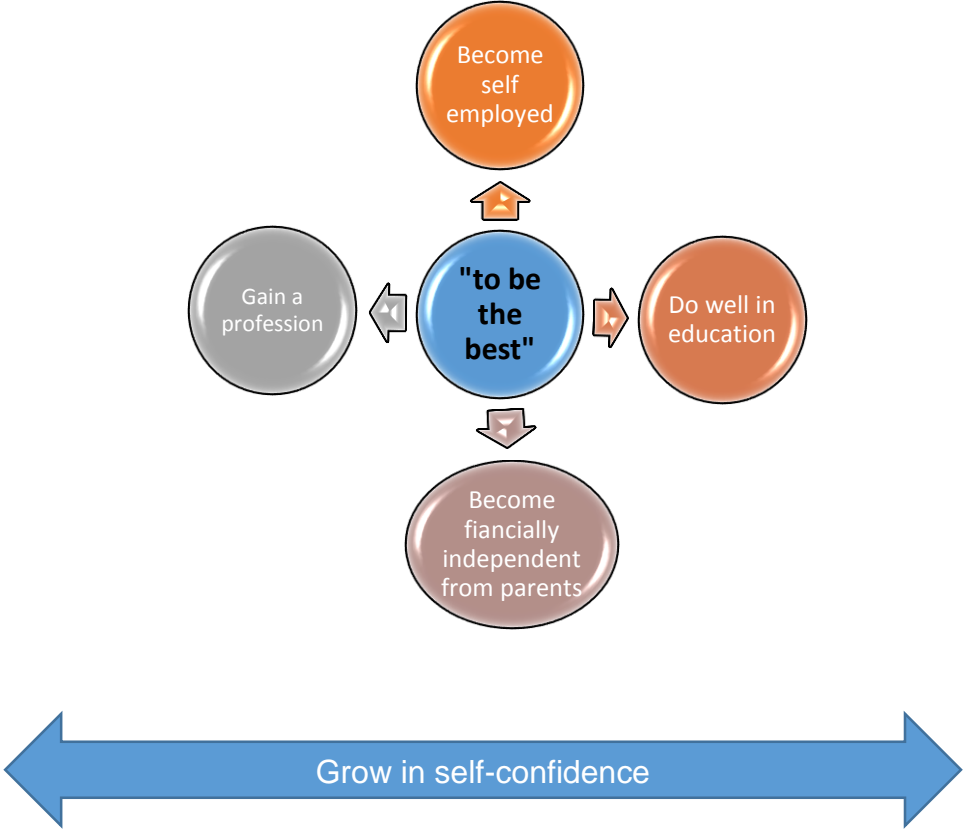 Become
self
employed
Gain a
profession
"to be
the
best"
Do well in
education
Become
fiancially
independent
from parents
Grow in self-confidence